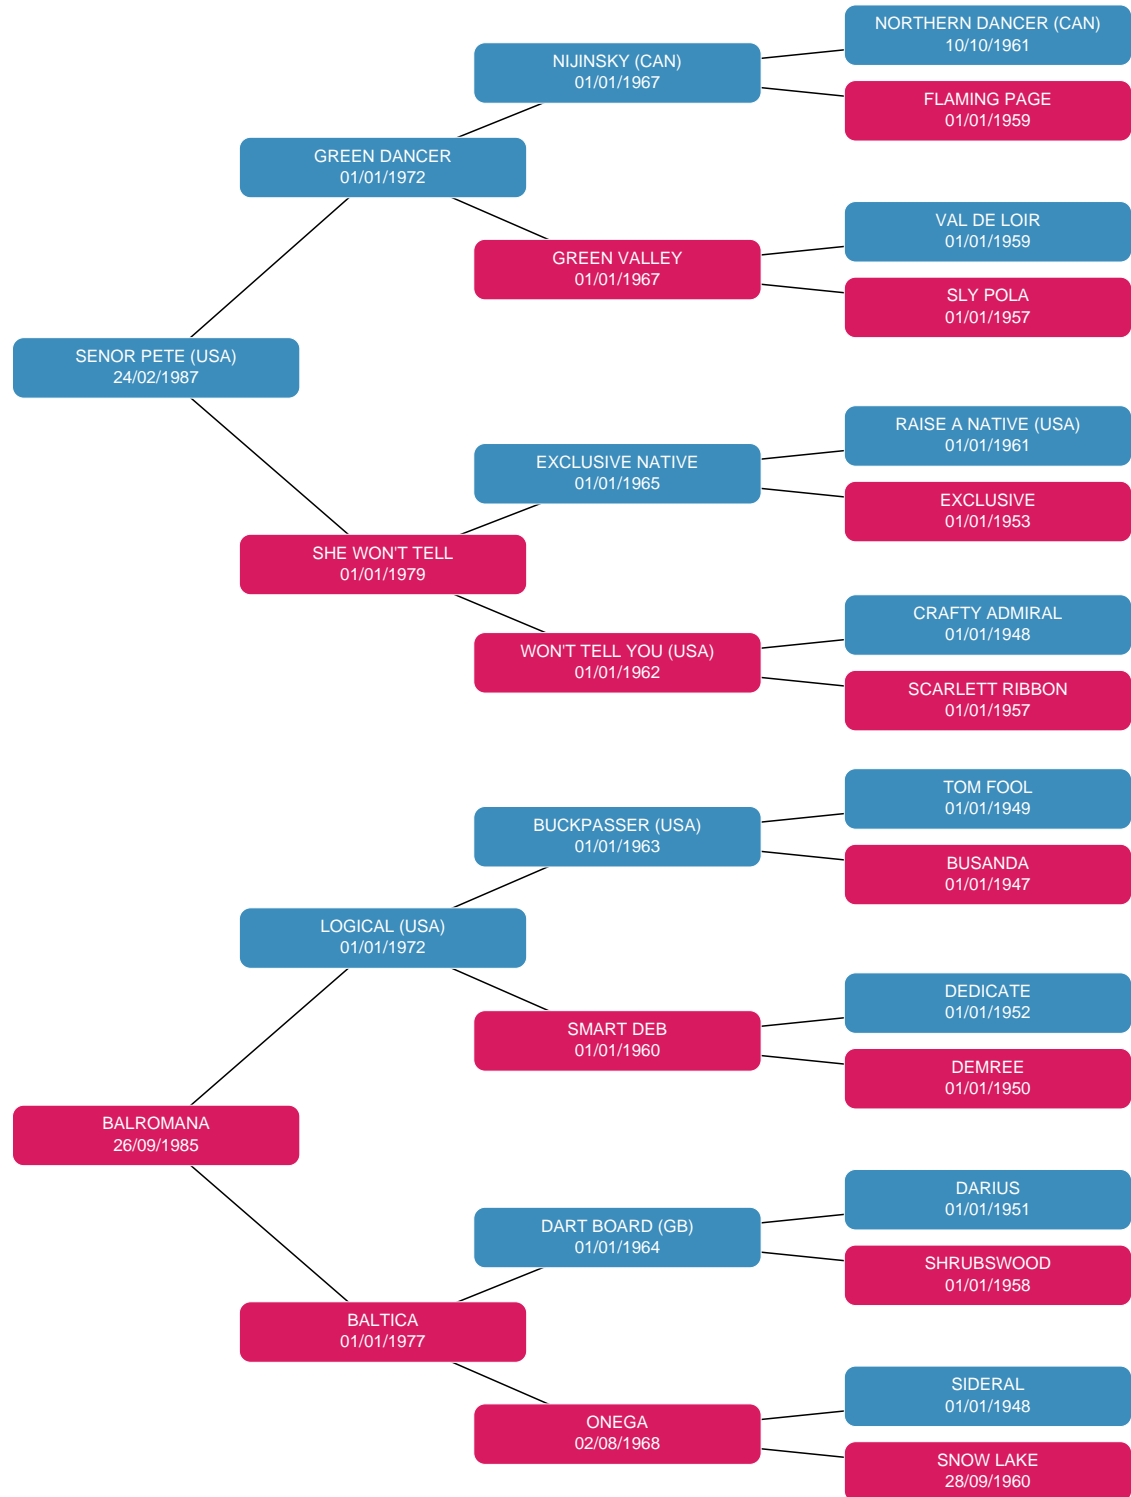 NORTHERN DANCER (CAN)
10/10/1961
NIJINSKY (CAN)
01/01/1967
FLAMING PAGE
01/01/1959
GREEN DANCER
01/01/1972
VAL DE LOIR
01/01/1959
GREEN VALLEY
01/01/1967
SLY POLA
01/01/1957
SENOR PETE (USA)
24/02/1987
RAISE A NATIVE (USA)
01/01/1961
EXCLUSIVE NATIVE
01/01/1965
EXCLUSIVE
01/01/1953
SHE WON'T TELL
01/01/1979
CRAFTY ADMIRAL
01/01/1948
WON'T TELL YOU (USA)
01/01/1962
SCARLETT RIBBON
01/01/1957
TOM FOOL
01/01/1949
BUCKPASSER (USA)
01/01/1963
BUSANDA
01/01/1947
LOGICAL (USA)
01/01/1972
DEDICATE
01/01/1952
SMART DEB
01/01/1960
DEMREE
01/01/1950
BALROMANA
26/09/1985
DARIUS
01/01/1951
DART BOARD (GB)
01/01/1964
SHRUBSWOOD
01/01/1958
BALTICA
01/01/1977
SIDERAL
01/01/1948
ONEGA
02/08/1968
SNOW LAKE
28/09/1960